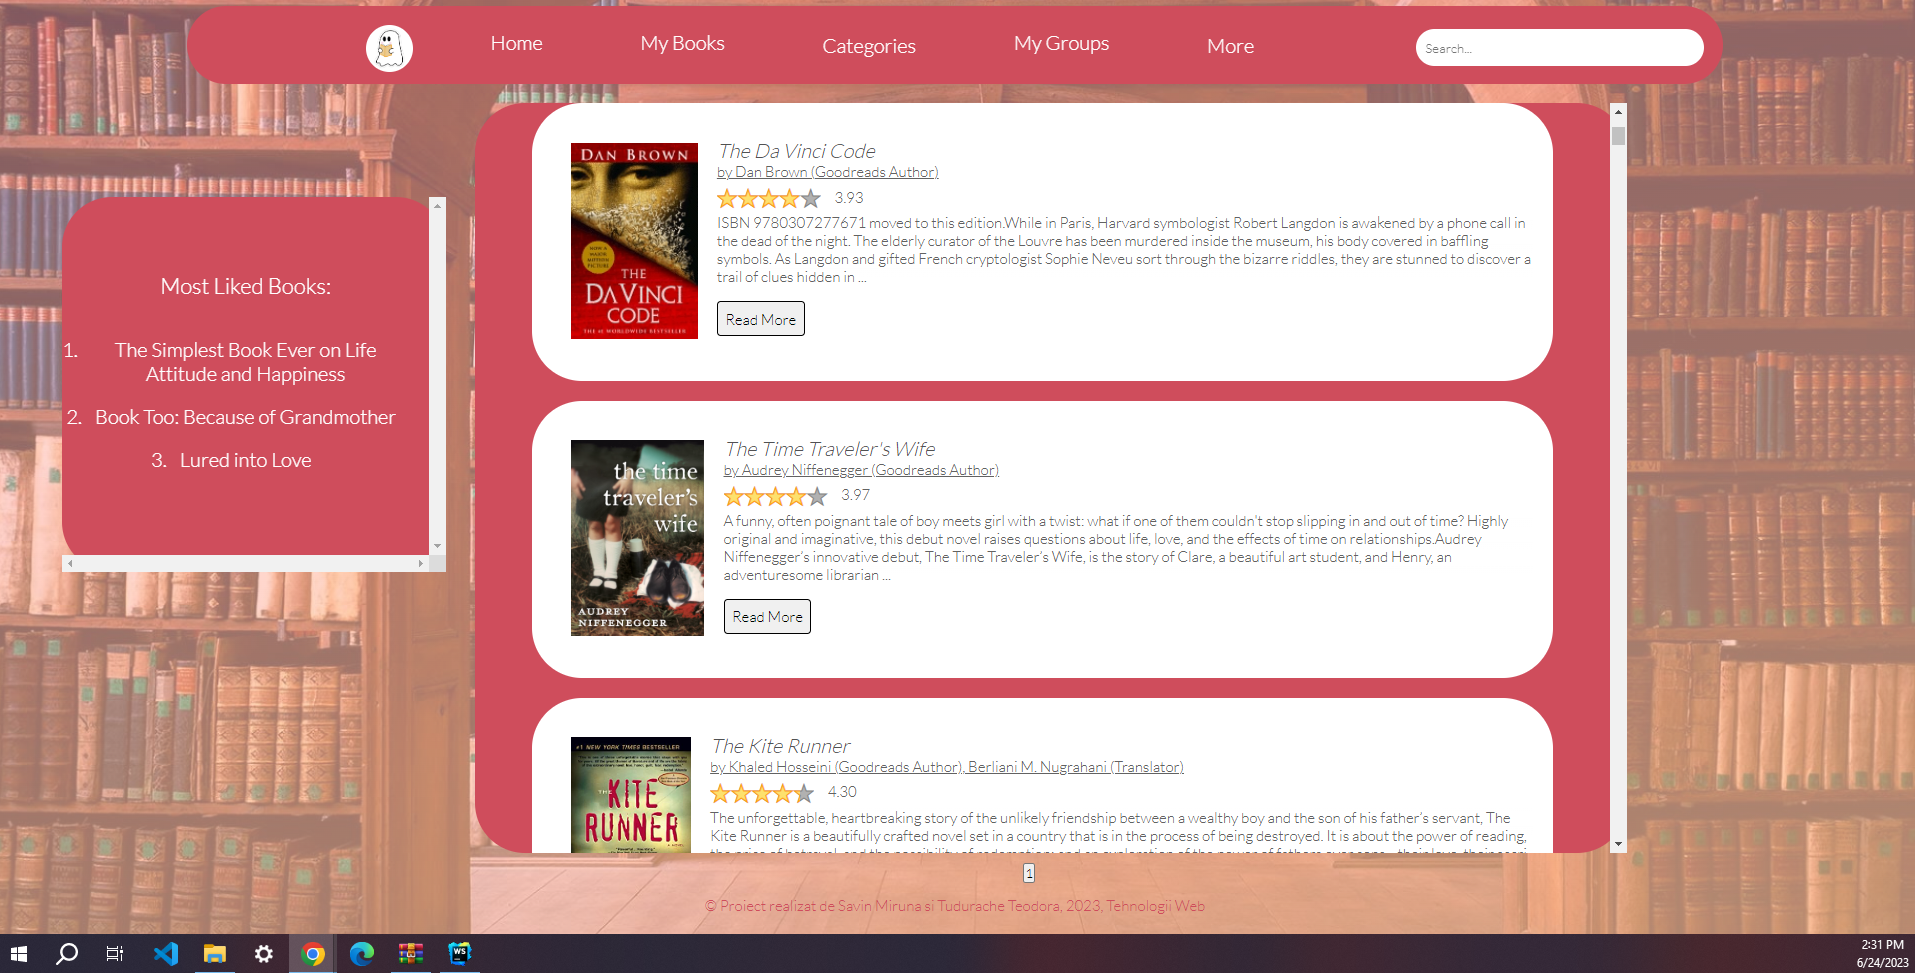 Home
My Books
Categories
My Groups
More
Search...
Most Liked Books:
1. The Simplest Book Ever on Life
Attitude and Happiness
2. Book Too: Because of Grandmother
3. Lured into Love
DAN BROWN
NOW A
MAJOR
MOTION
PICTURE
THE
DA VINCI
CODE
THE #1 WORLDWIDE BESTSELLER
The Da Vinci Code
by Dan Brown (Goodreads Author)
3.93
ISBN 9780307277671 moved to this edition.While in Paris, Harvard symbologist Robert Langdon is awakened by a phone call in
the dead of the night. The elderly curator of the Louvre has been murdered inside the museum, his body covered in baffling
symbols. As Langdon and gifted French cryptologist Sophie Neveu sort through the bizarre riddles, they are stunned to discover a
trail of clues hidden in ...
Read More
the time
traveler's
wife
AUDREY
NIFFENEGGER
The Time Traveler's Wife
by Audrey Niffenegger (Goodreads Author)
3.97
A funny, often poignant tale of boy meets girl with a twist: what if one of them couldn't stop slipping in and out of time? Highly
original and imaginative, this debut novel raises questions about life, love, and the effects of time on relationships.Audrey
Niffenegger’s innovative debut, The Time Traveler’s Wife, is the story of Clare, a beautiful art student, and Henry, an
adventuresome librarian ...
Read More
#1 NEW YORK TIMES BESTSELLER
THE
KITE
RUNNER
The Kite Runner
by Khaled Hosseini (Goodreads Author), Berliani M. Nugrahani (Translator)
4.30
The unforgettable, heartbreaking story of the unlikely friendship between a wealthy boy and the son of his father’s servant, The
Kite Runner is a beautifully crafted novel set in a country that is in the process of being destroyed. It is about the power of reading,
1
© Proiect realizat de Savin Miruna si Tudurache Teodora, 2023, Tehnologii Web
WS
2:31 PM
6/24/2023